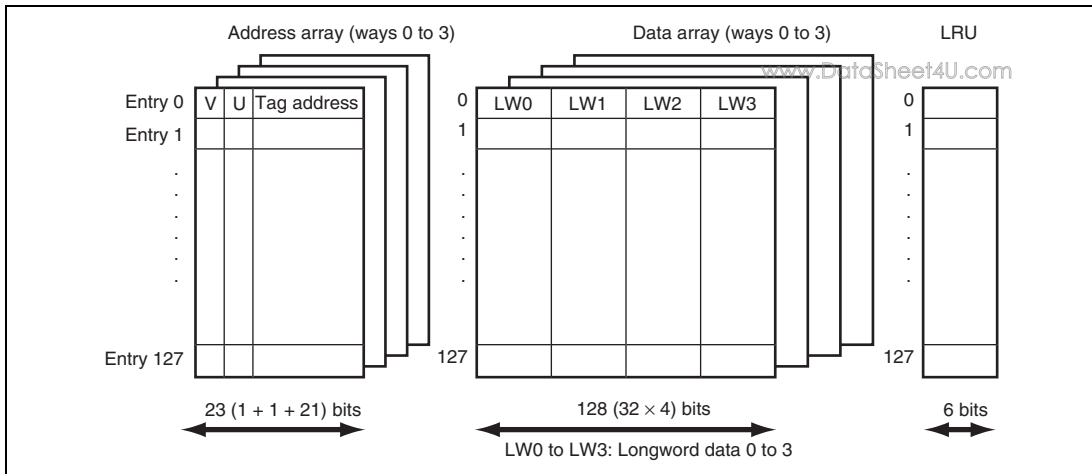 Address array (ways 0 to 3)
Data array (ways 0 to 3)
LRU
www.DataSheet4U.com
Entry 0
V
U
Tag address
0
LW0
LW1
LW2
LW3
0
Entry 1
1
1
Entry 127
127
127
23 (1 + 1 + 21) bits
128 (32 × 4) bits
6 bits
LW0 to LW3: Longword data 0 to 3